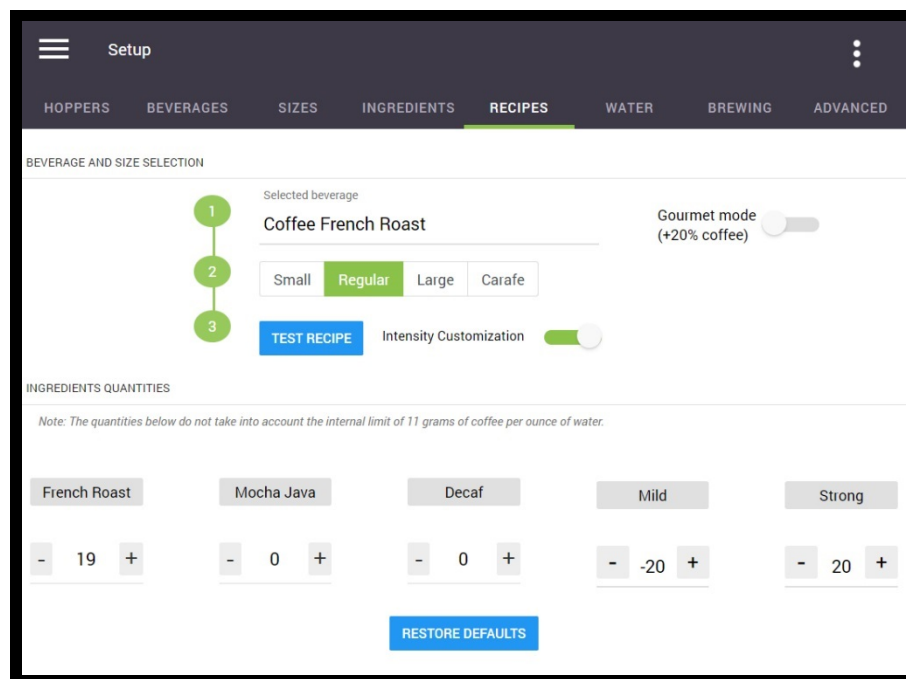 Setup
HOPPERS BEVERAGES SIZES INGREDIENTS RECIPES WATER BREWING ADVANCED
BEVERAGE AND SIZE SELECTION
Selected beverage
1 Coffee French Roast
Gourmet mode
(+20% coffee)
2 Small Regular Large Carafe
3 TEST RECIPE Intensity Customization
INGREDIENTS QUANTITIES
Note: The quantities below do not take into account the internal limit of 11 grams of coffee per ounce of water.
French Roast Mocha Java Decaf Mild Strong
- 19 + - 0 + - 0 + - -20 + - 20 +
RESTORE DEFAULTS